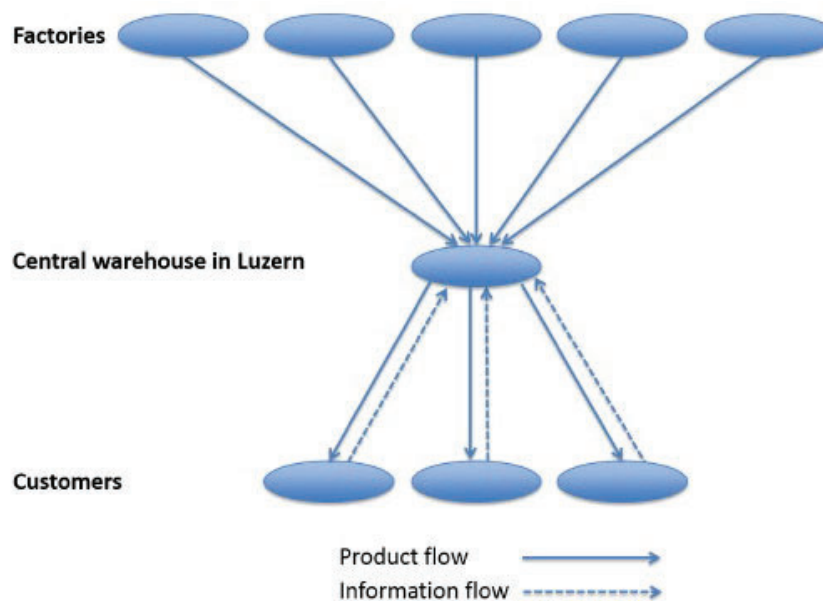 Factories
Central warehouse in Luzern
Customers
Product flow
Information flow